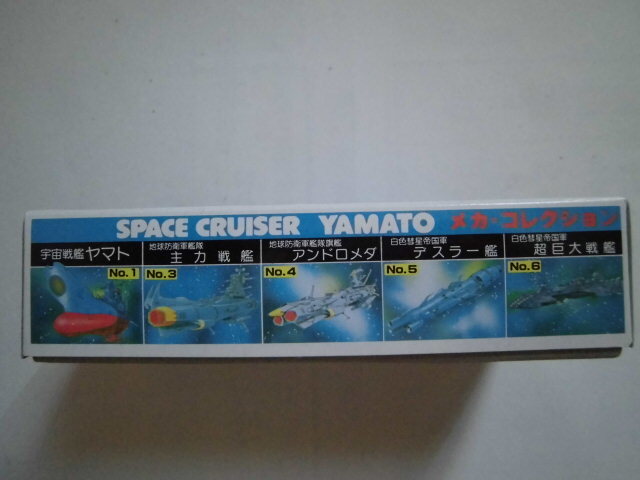 SPACE CRUISER YAMATO メカ・コレクション
宇宙戦艦ヤマト
No.1
地球防衛軍艦隊
主力戦艦
No.3
地球防衛軍艦隊旗艦
アンドロメダ
No.4
白色彗星帝国軍
デスラー艦
No.5
白色彗星帝国軍
超巨大戦艦
No.6